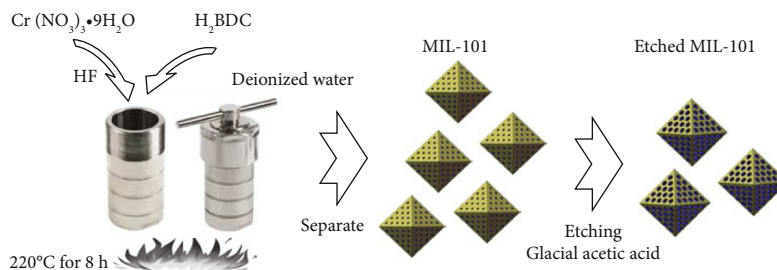 Cr (NO₃)₃•9H₂O
H₂BDC
HF
Deionized water
220°C for 8 h
Separate
MIL-101
Etching
Glacial acetic acid
Etched MIL-101